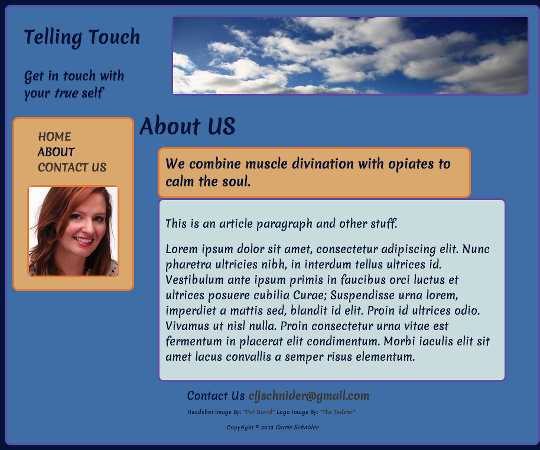 Telling Touch
Get in touch with
your true self
HOME
ABOUT
CONTACT US
About US
We combine muscle divination with opiates to
calm the soul.
This is an article paragraph and other stuff.
Lorem ipsum dolor sit amet, consectetur adipiscing elit. Nunc
pharetra ultricies nibh, in interdum tellus ultrices id.
Vestibulum ante ipsum primis in faucibus orci luctus et
ultrices posuere cubilia Curae; Suspendisse urna lorem,
imperdiet a mattis sed, blandit id elit. Proin id ultrices odio.
Vivamus ut nisl nulla. Proin consectetur urna vitae est
fermentum in placerat elit condimentum. Morbi iaculis elit sit
amet lacus convallis a semper risus elementum.
Contact Us cljschnider@gmail.com
Headshot Image By: "Pat David" Logo Image By: "The
Copyright © Carrie Schnider